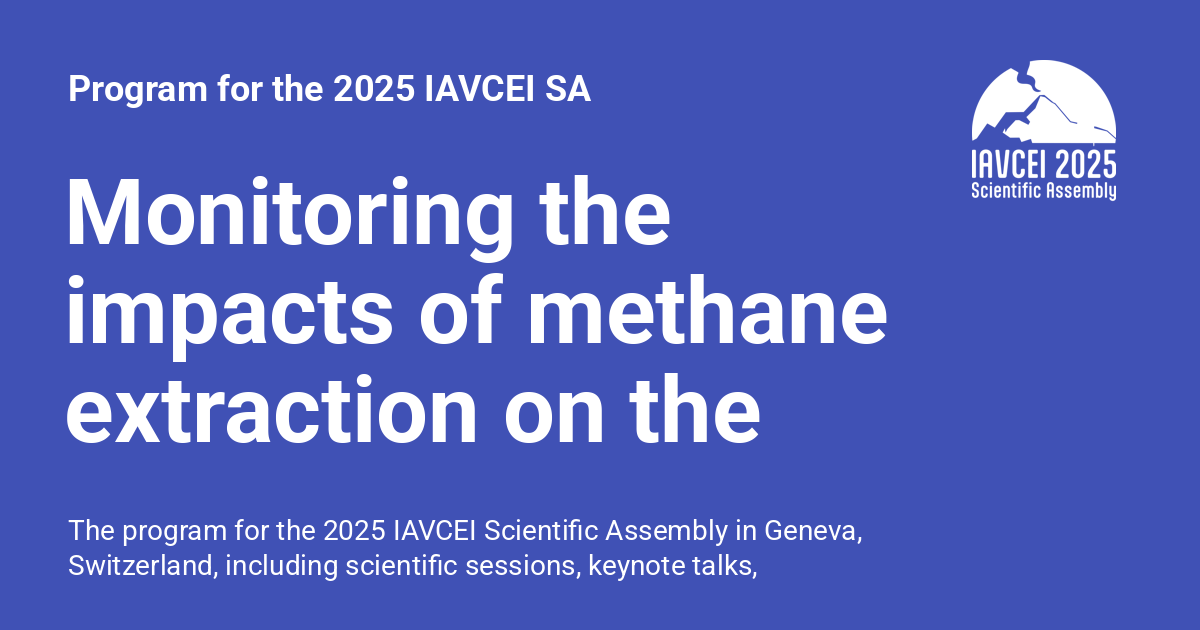 Program for the 2025 IAVCEI SA
IAVCEI 2025
Scientific Assembly
Monitoring the
impacts of methane
extraction on the
The program for the 2025 IAVCEI Scientific Assembly in Geneva,
Switzerland, including scientific sessions, keynote talks,